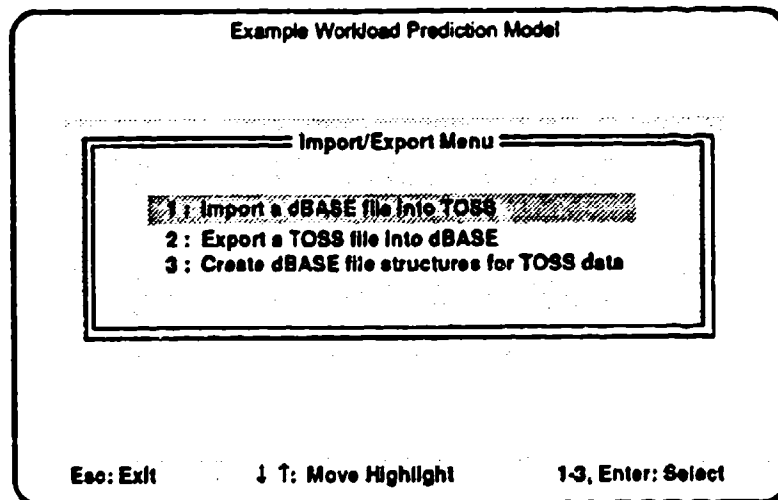 Example Workload Prediction Model
Import/Export Menu
1 : Import a dBASE file into TOSS
2 : Export a TOSS file into dBASE
3 : Create dBASE file structures for TOSS data
Esc: Exit ↓ ↑: Move Highlight 1-3, Enter: Select